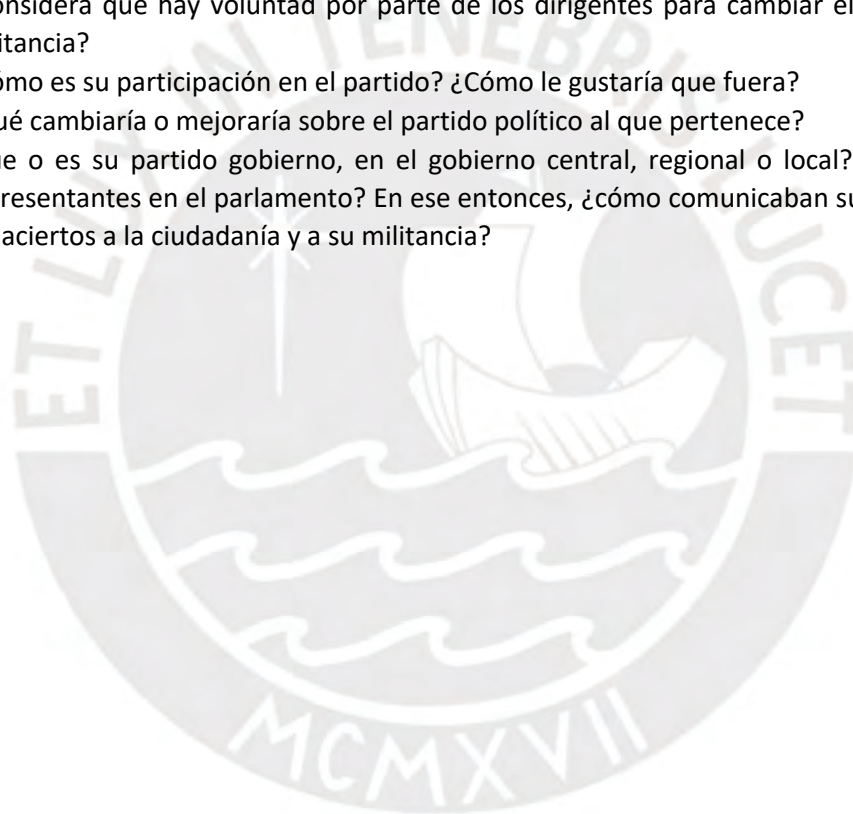 onsidera que hay voluntad por parte de los dirigentes para cambiar el
itancia?
ómo es su participación en el partido? ¿Cómo le gustaría que fuera?
ué cambiaría o mejoraría sobre el partido político al que pertenece?
ue o es su partido gobierno, en el gobierno central, regional o local?
presentantes en el parlamento? En ese entonces, ¿cómo comunicaban su
aciertos a la ciudadanía y a su militancia?
ET LUX IN TENEBRIS LUCET
MCMXVII